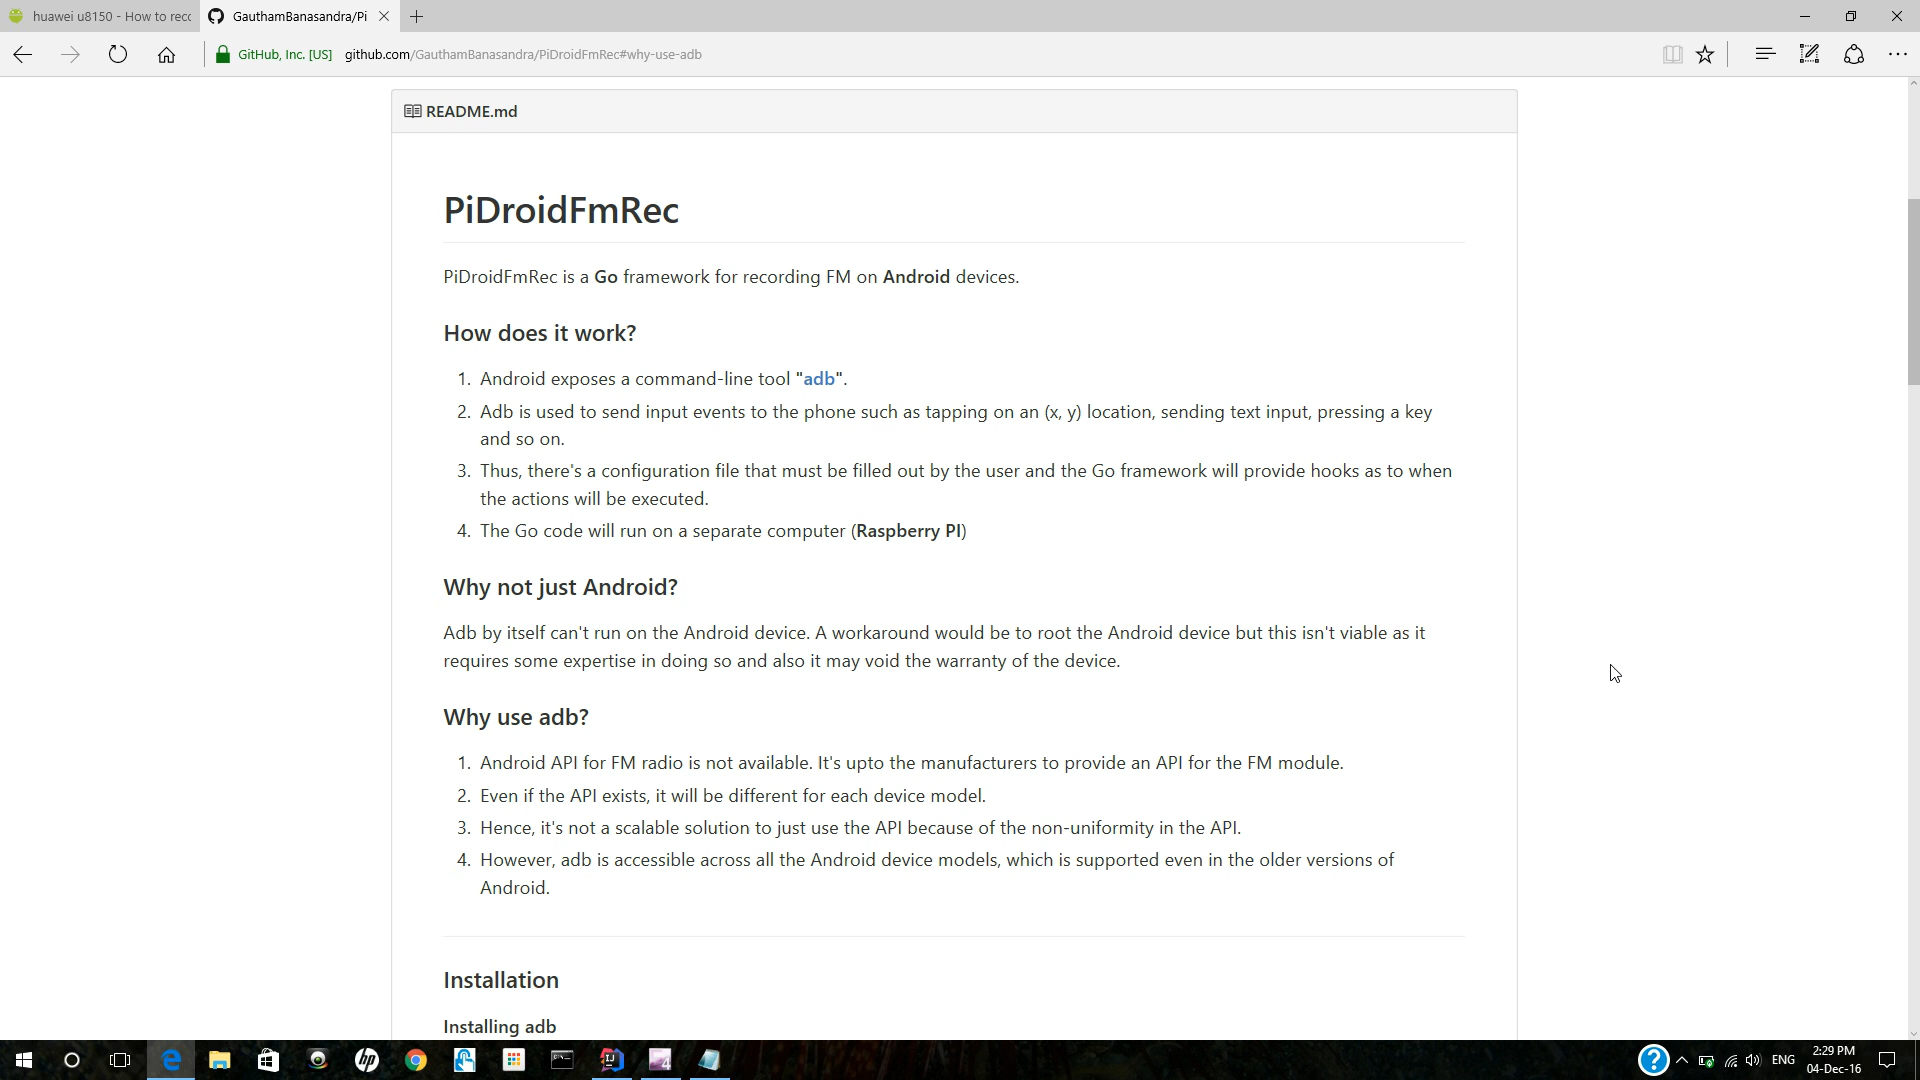 huawei u8150 - How to reco
GauthamBanasandra/Pi
GitHub, Inc. [US] github.com/GauthamBanasandra/PiDroidFmRec#why-use-adb
README.md
PiDroidFmRec
PiDroidFmRec is a Go framework for recording FM on Android devices.
How does it work?
1. Android exposes a command-line tool "adb".
2. Adb is used to send input events to the phone such as tapping on an (x, y) location, sending text input, pressing a key
and so on.
3. Thus, there's a configuration file that must be filled out by the user and the Go framework will provide hooks as to when
the actions will be executed.
4. The Go code will run on a separate computer (Raspberry PI)
Why not just Android?
Adb by itself can't run on the Android device. A workaround would be to root the Android device but this isn't viable as it
requires some expertise in doing so and also it may void the warranty of the device.
Why use adb?
1. Android API for FM radio is not available. It's upto the manufacturers to provide an API for the FM module.
2. Even if the API exists, it will be different for each device model.
3. Hence, it's not a scalable solution to just use the API because of the non-uniformity in the API.
4. However, adb is accessible across all the Android device models, which is supported even in the older versions of
Android.
Installation
Installing adb
ENG
2:29 PM
04-Dec-16